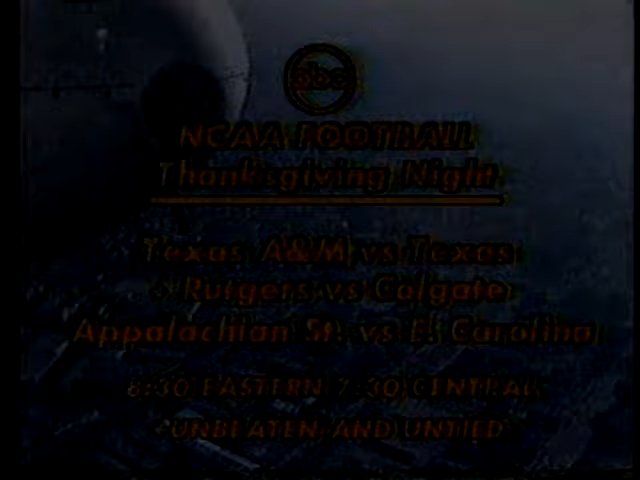 abc
NCAA FOOTBALL
Thanksgiving Night
Texas A&M vs Texas
*Rutgers vs Colgate
Appalachian St. vs E. Carolina
8:30 EASTERN/7:30 CENTRAL
*UNBEATEN AND UNTIED